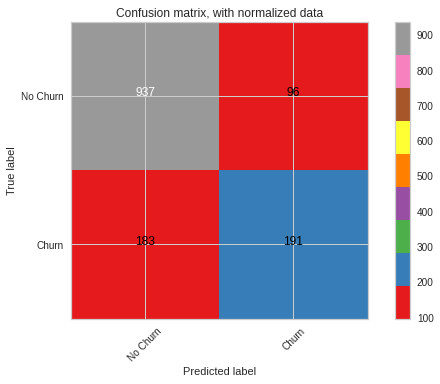 Confusion matrix, with normalized data
No Churn
937
96
Churn
183
191
No Churn
Churn
True label
Predicted label
900
800
700
600
500
400
300
200
100